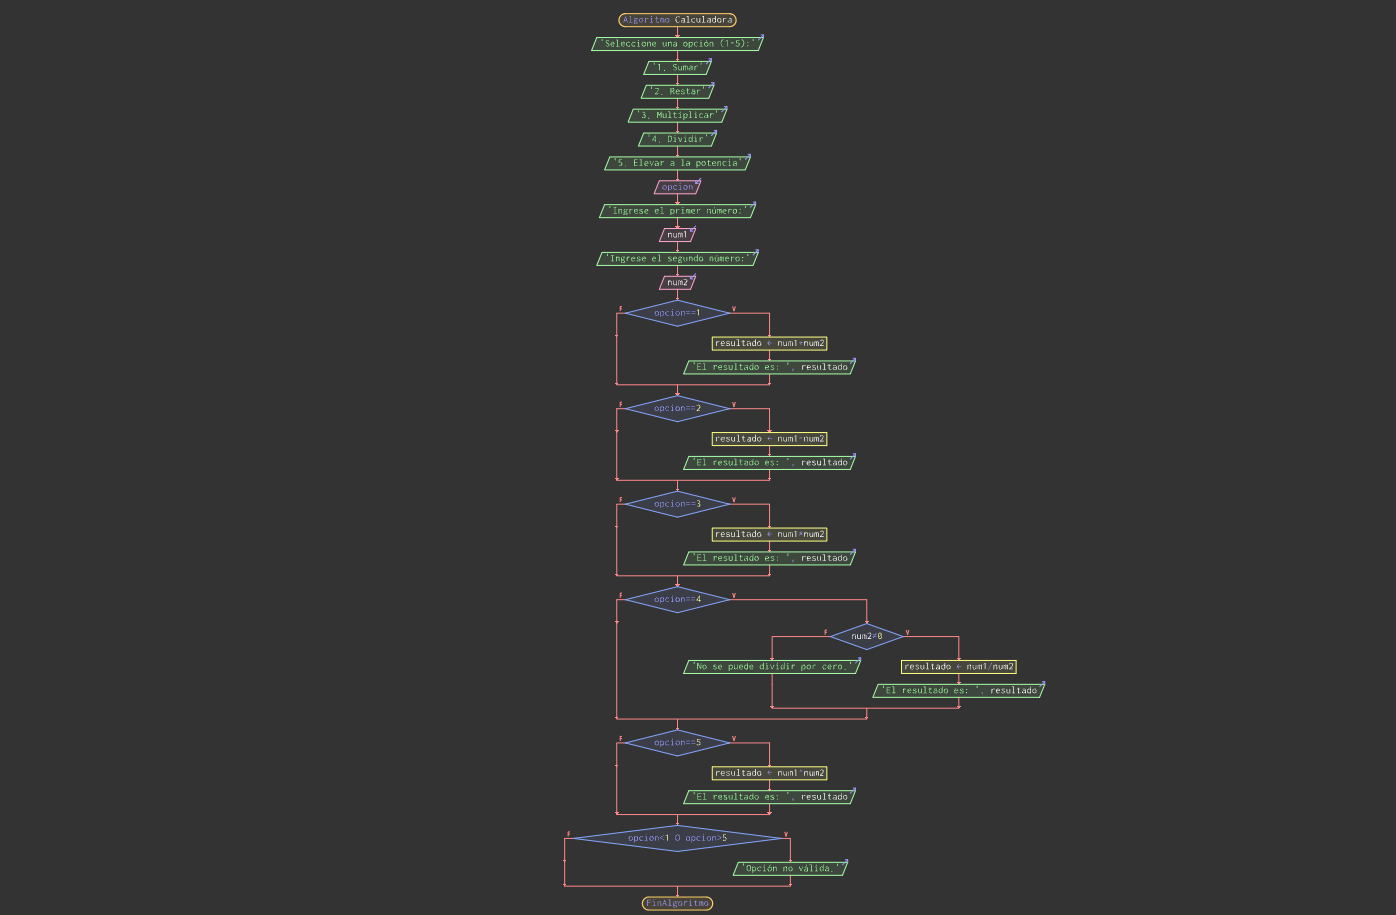 Algoritmo Calculadora
'Seleccione una opción (1-5):'
'1. Sumar'
'2. Restar'
'3. Multiplicar'
'4. Dividir'
'5. Elevar a la potencia'
opcion
'Ingrese el primer número:'
num1
'Ingrese el segundo número:'
num2
F V
opcion==1
resultado ← num1+num2
'El resultado es: ', resultado
F V
opcion==2
resultado ← num1-num2
'El resultado es: ', resultado
F V
opcion==3
resultado ← num1*num2
'El resultado es: ', resultado
F V
opcion==4
F V
num2≠0
'No se puede dividir por cero.'
resultado ← num1/num2
'El resultado es: ', resultado
F V
opcion==5
resultado ← num1^num2
'El resultado es: ', resultado
F V
opcion<1 O opcion>5
'Opción no válida.'
FinAlgoritmo